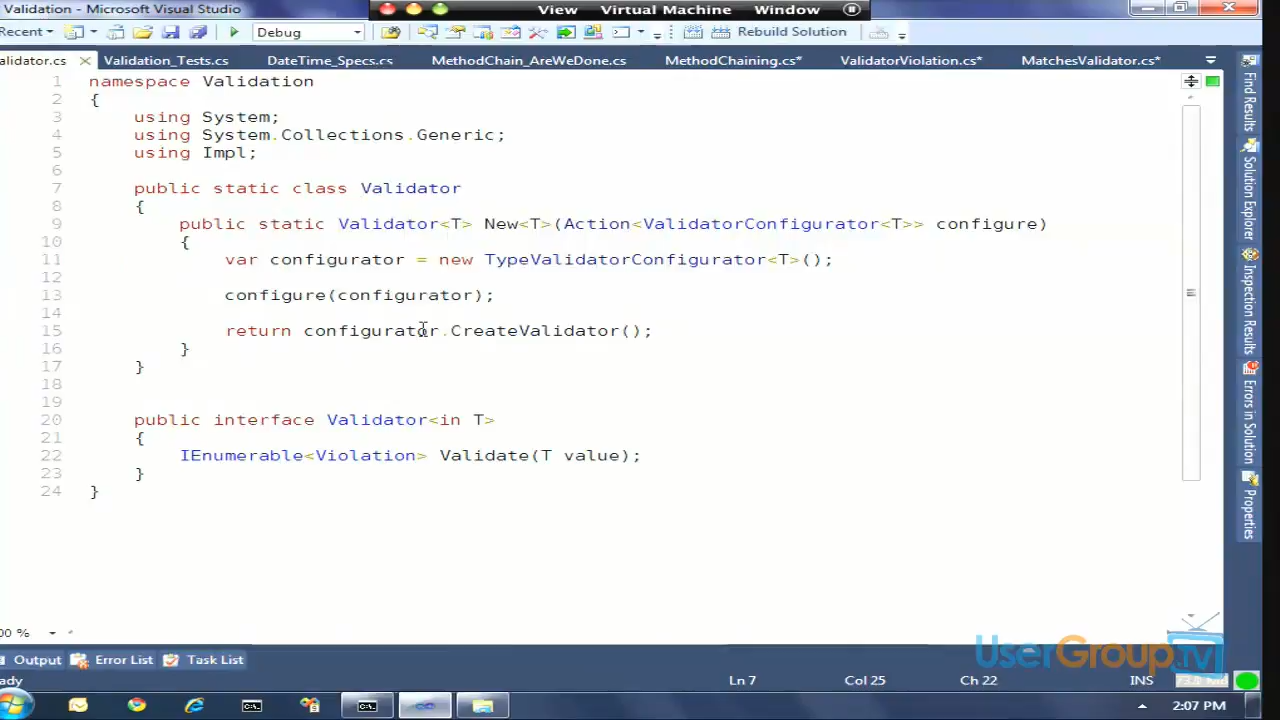 Validation - Microsoft Visual Studio
View Virtual Machine Window
Recent Debug Rebuild Solution
alidator.cs Validation_Tests.cs DateTime_Specs.cs MethodChain_AreWeDone.cs MethodChaining.cs* ValidatorViolation.cs* MatchesValidator.cs*
1 namespace Validation
2 {
3 using System;
4 using System.Collections.Generic;
5 using Impl;
6
7 public static class Validator
8 {
9 public static Validator<T> New<T>(Action<ValidatorConfigurator<T>> configure)
10 {
11 var configurator = new TypeValidatorConfigurator<T>();
12
13 configure(configurator);
14
15 return configurator.CreateValidator();
16 }
17 }
18
19
20 public interface Validator<in T>
21 {
22 IEnumerable<Violation> Validate(T value);
23 }
24 }
Find Results
Solution Explorer
Inspection Results
Errors in Solution
Properties
00 %
Output Error List Task List
UserGroup.tv
ady Ln 7 Col 25 Ch 22 INS
2:07 PM